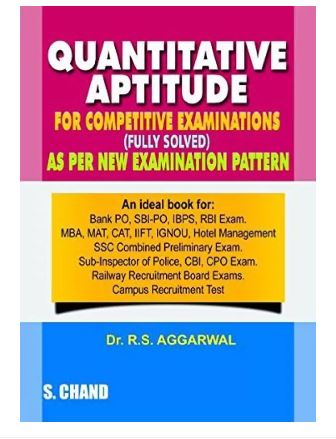 QUANTITATIVE
APTITUDE
FOR COMPETITIVE EXAMINATIONS
(FULLY SOLVED)
AS PER NEW EXAMINATION PATTERN
An ideal book for:
Bank PO, SBI-PO, IBPS, RBI Exam.
MBA, MAT, CAT, IIFT, IGNOU, Hotel Management
SSC Combined Preliminary Exam.
Sub-Inspector of Police, CBI, CPO Exam.
Railway Recruitment Board Exams.
Campus Recruitment Test
Dr. R.S. AGGARWAL
S. CHAND